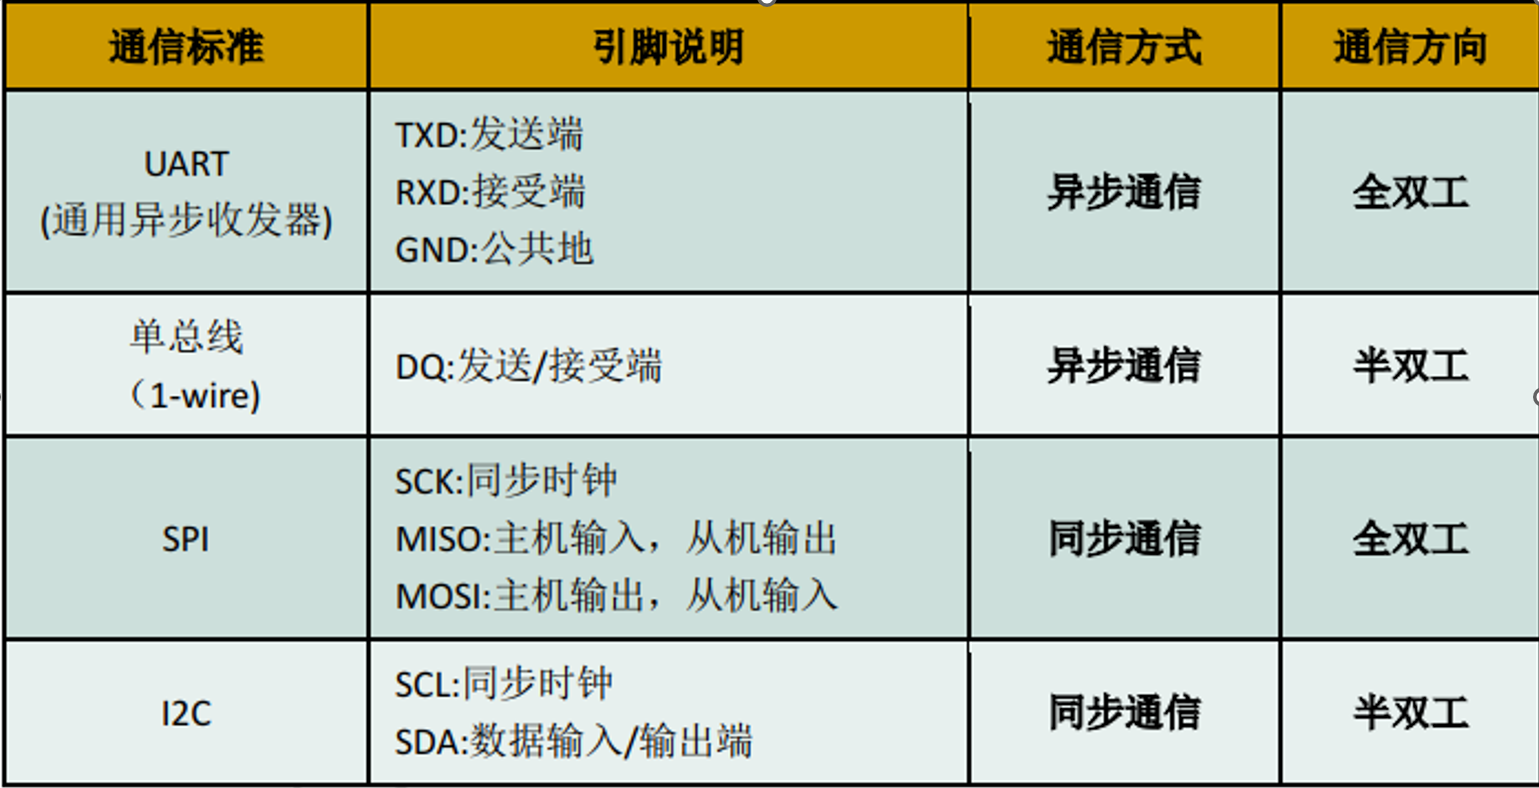 通信标准 引脚说明 通信方式 通信方向
UART
(通用异步收发器)
TXD:发送端
RXD:接受端
GND:公共地
异步通信
全双工
单总线
（1-wire)
DQ:发送/接受端
异步通信
半双工
SPI
SCK:同步时钟
MISO:主机输入，从机输出
MOSI:主机输出，从机输入
同步通信
全双工
I2C
SCL:同步时钟
SDA:数据输入/输出端
同步通信
半双工